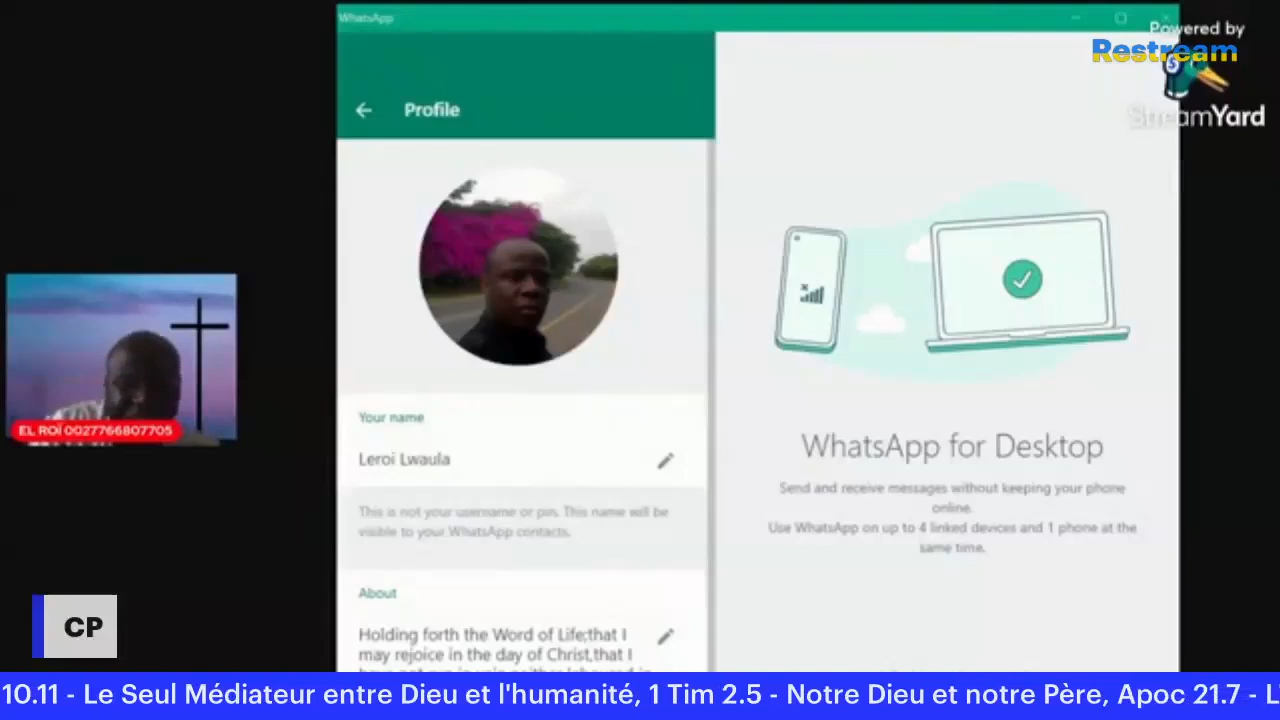 WhatsApp
Powered by
Restream
StreamYard
Profile
EL ROÏ 0027766807705
Your name
Leroi Lwaula
This is not your username or pin. This name will be
visible to your WhatsApp contacts.
About
Holding forth the Word of Life;that I
may rejoice in the day of Christ,that I
WhatsApp for Desktop
Send and receive messages without keeping your phone
online.
Use WhatsApp on up to 4 linked devices and 1 phone at the
same time.
CP
10.11 - Le Seul Médiateur entre Dieu et l'humanité, 1 Tim 2.5 - Notre Dieu et notre Père, Apoc 21.7 - L'